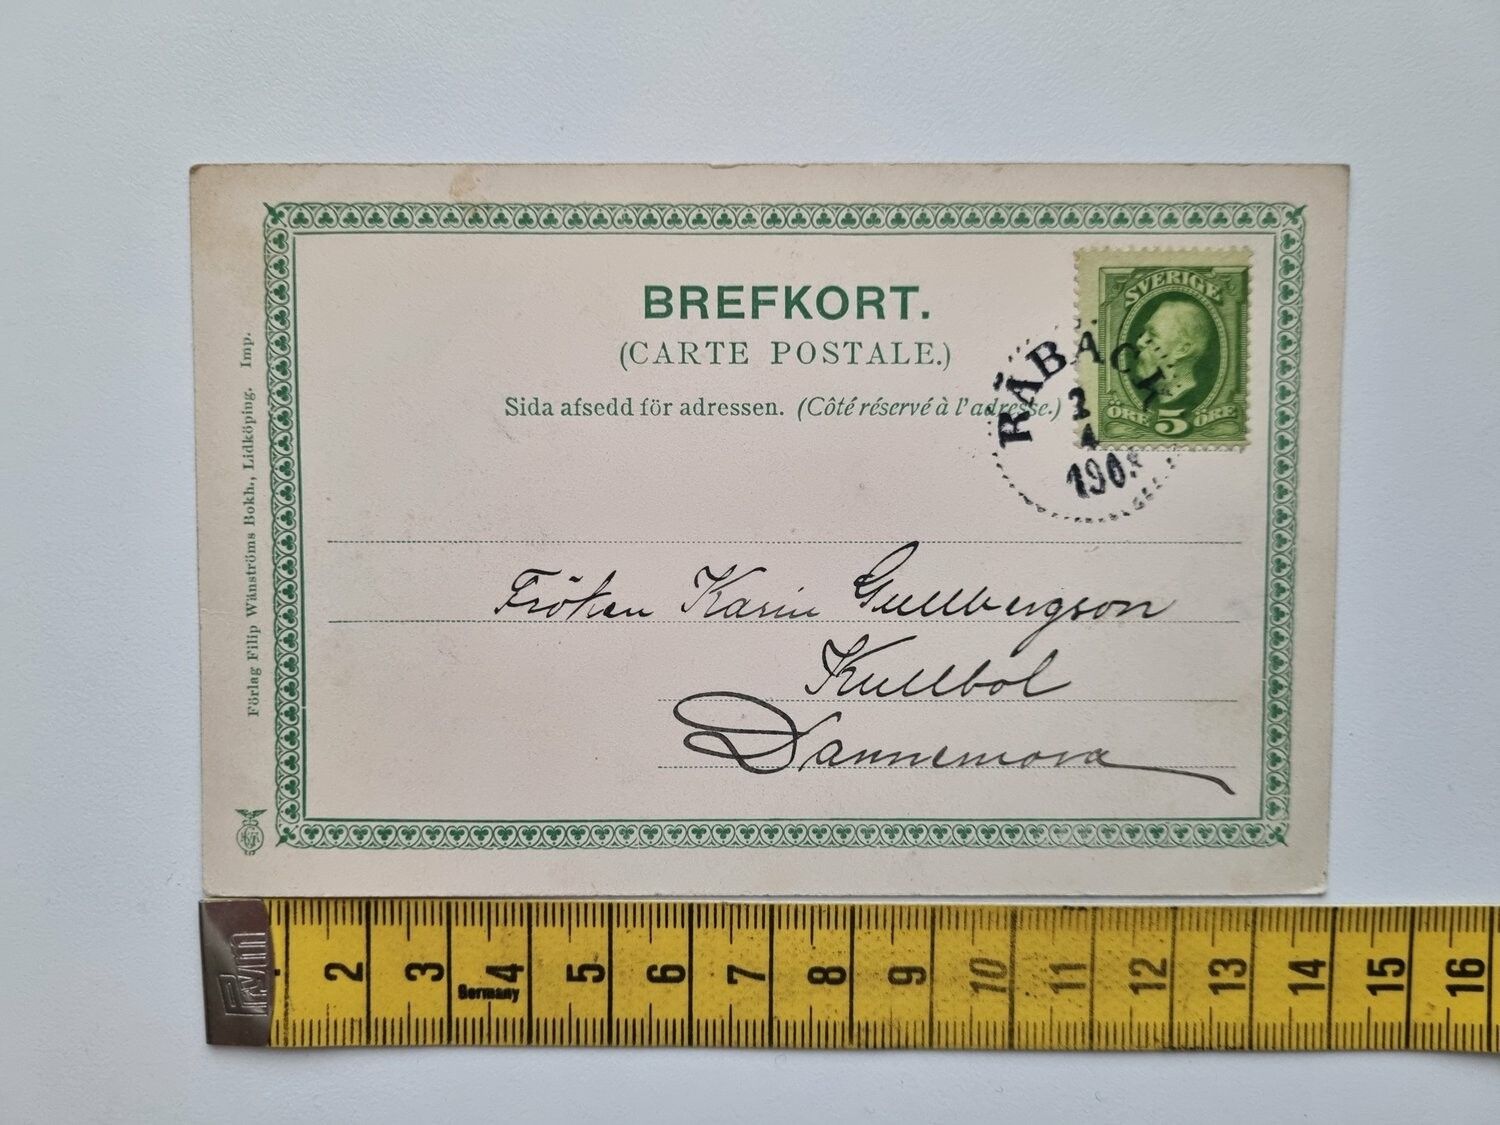 BREFKORT.
(CARTE POSTALE.)
Sida afsedd för adressen. (Côté réservé à l'adresse.)
SVERIGE
ÖRE 5 ÖRE
RÅBÄCK
4
Fröken Karin Gullbergson
Kullbol
Dannemora
Förlag Filip Wänströms Bokh., Lidköping. Imp.
Prym
2 3 4 5 6 7 8 9 10 11 12 13 14 15 16
Germany